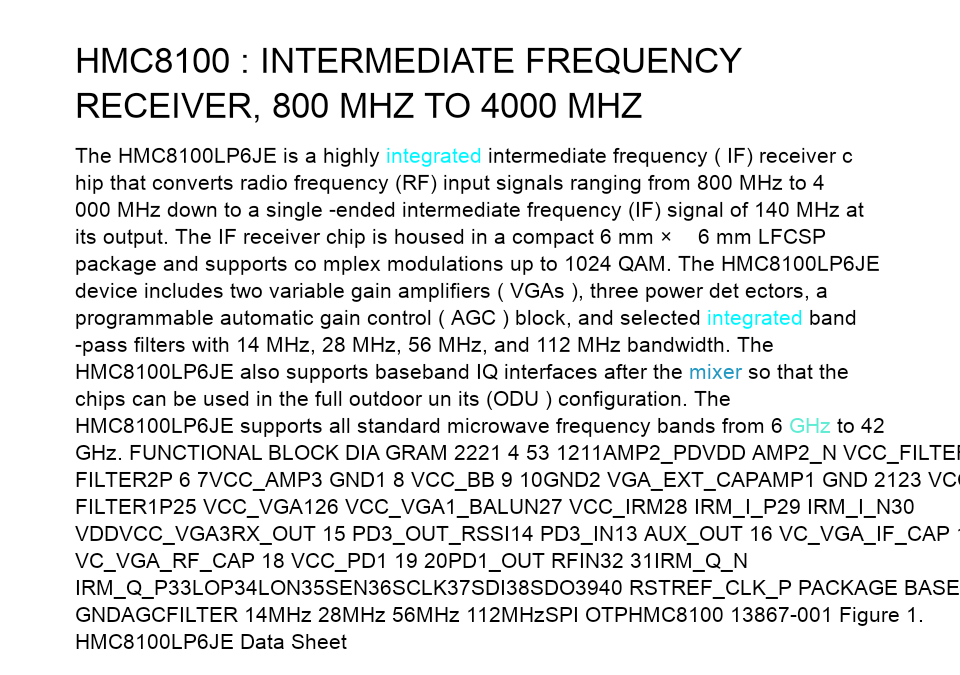 HMC8100 : INTERMEDIATE FREQUENCY
RECEIVER, 800 MHZ TO 4000 MHZ
The HMC8100LP6JE is a highly integrated intermediate frequency ( IF) receiver c
hip that converts radio frequency (RF) input signals ranging from 800 MHz to 4
000 MHz down to a single -ended intermediate frequency (IF) signal of 140 MHz at
its output. The IF receiver chip is housed in a compact 6 mm × 6 mm LFCSP
package and supports co mplex modulations up to 1024 QAM. The HMC8100LP6JE
device includes two variable gain amplifiers ( VGAs ), three power det ectors, a
programmable automatic gain control ( AGC ) block, and selected integrated band
-pass filters with 14 MHz, 28 MHz, 56 MHz, and 112 MHz bandwidth. The
HMC8100LP6JE also supports baseband IQ interfaces after the mixer so that the
chips can be used in the full outdoor un its (ODU ) configuration. The
HMC8100LP6JE supports all standard microwave frequency bands from 6 GHz to 42
GHz. FUNCTIONAL BLOCK DIA GRAM 2221 4 53 1211AMP2_PDVDD AMP2_N VCC_FILTER
FILTER2P 6 7VCC_AMP3 GND1 8 VCC_BB 9 10GND2 VGA_EXT_CAPAMP1 GND 2123 VCC
FILTER1P25 VCC_VGA126 VCC_VGA1_BALUN27 VCC_IRM28 IRM_I_P29 IRM_I_N30
VDDVCC_VGA3RX_OUT 15 PD3_OUT_RSSI14 PD3_IN13 AUX_OUT 16 VC_VGA_IF_CAP 1
VC_VGA_RF_CAP 18 VCC_PD1 19 20PD1_OUT RFIN32 31IRM_Q_N
IRM_Q_P33LOP34LON35SEN36SCLK37SDI38SDO3940 RSTREF_CLK_P PACKAGE BASE
GNDAGCFILTER 14MHz 28MHz 56MHz 112MHzSPI OTPHMC8100 13867-001 Figure 1.
HMC8100LP6JE Data Sheet